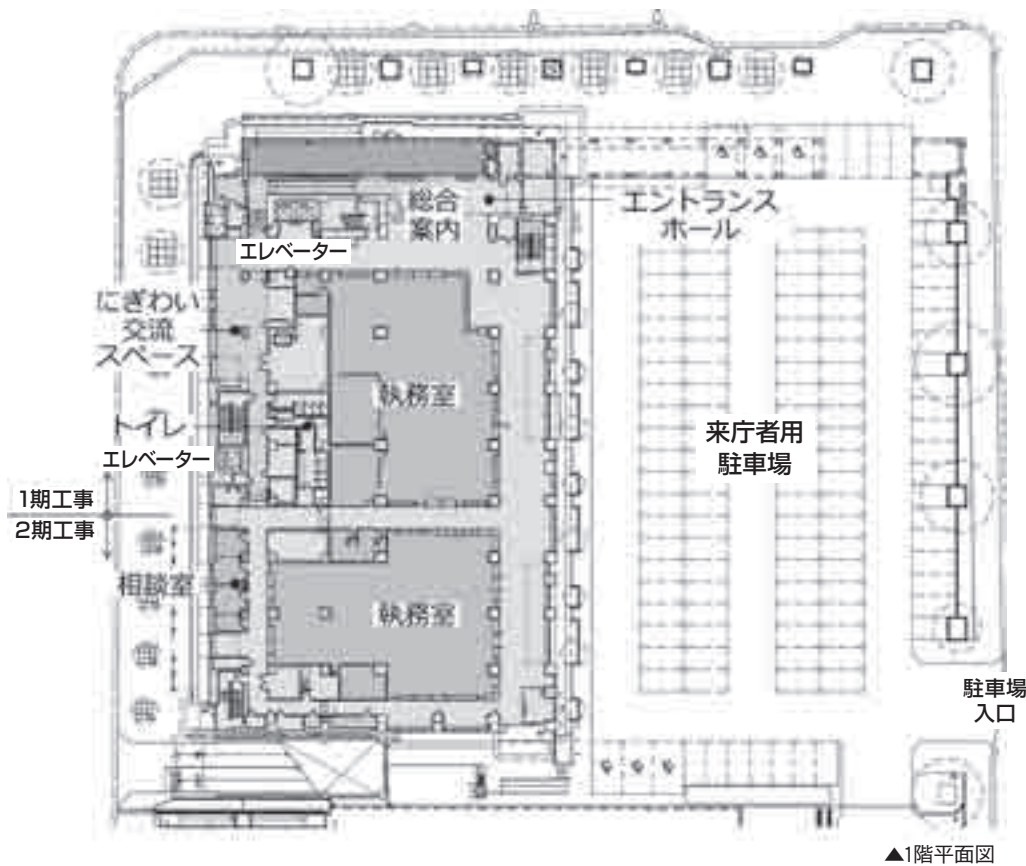 総合
案内
エントランス
ホール
エレベーター
にぎわい
交流
スペース
執務室
トイレ
エレベーター
来庁者用
駐車場
1期工事
2期工事
相談室
執務室
駐車場
入口
▲1階平面図